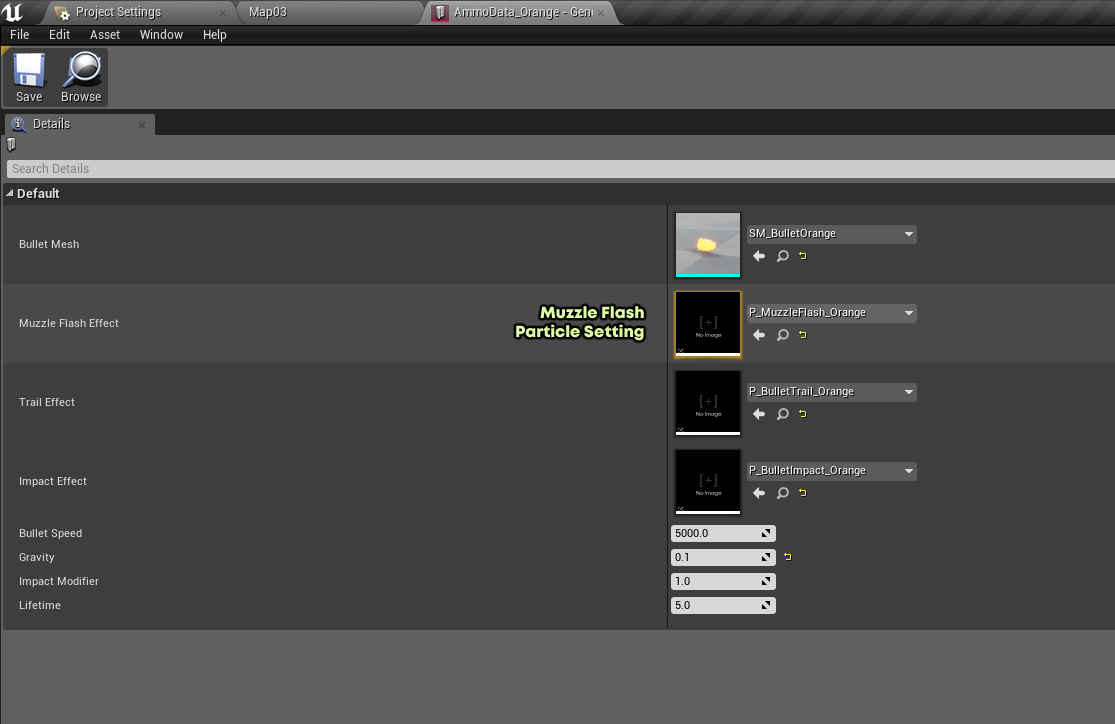 Project Settings
Map03
AmmoData_Orange - Gen
File Edit Asset Window Help
Save Browse
Details
Search Details
Default
Bullet Mesh
SM_BulletOrange
Muzzle Flash Effect
Muzzle Flash
Particle Setting
[+]
No Image
P_MuzzleFlash_Orange
Trail Effect
[+]
No Image
P_BulletTrail_Orange
Impact Effect
[+]
No Image
P_BulletImpact_Orange
Bullet Speed 5000.0
Gravity 0.1
Impact Modifier 1.0
Lifetime 5.0